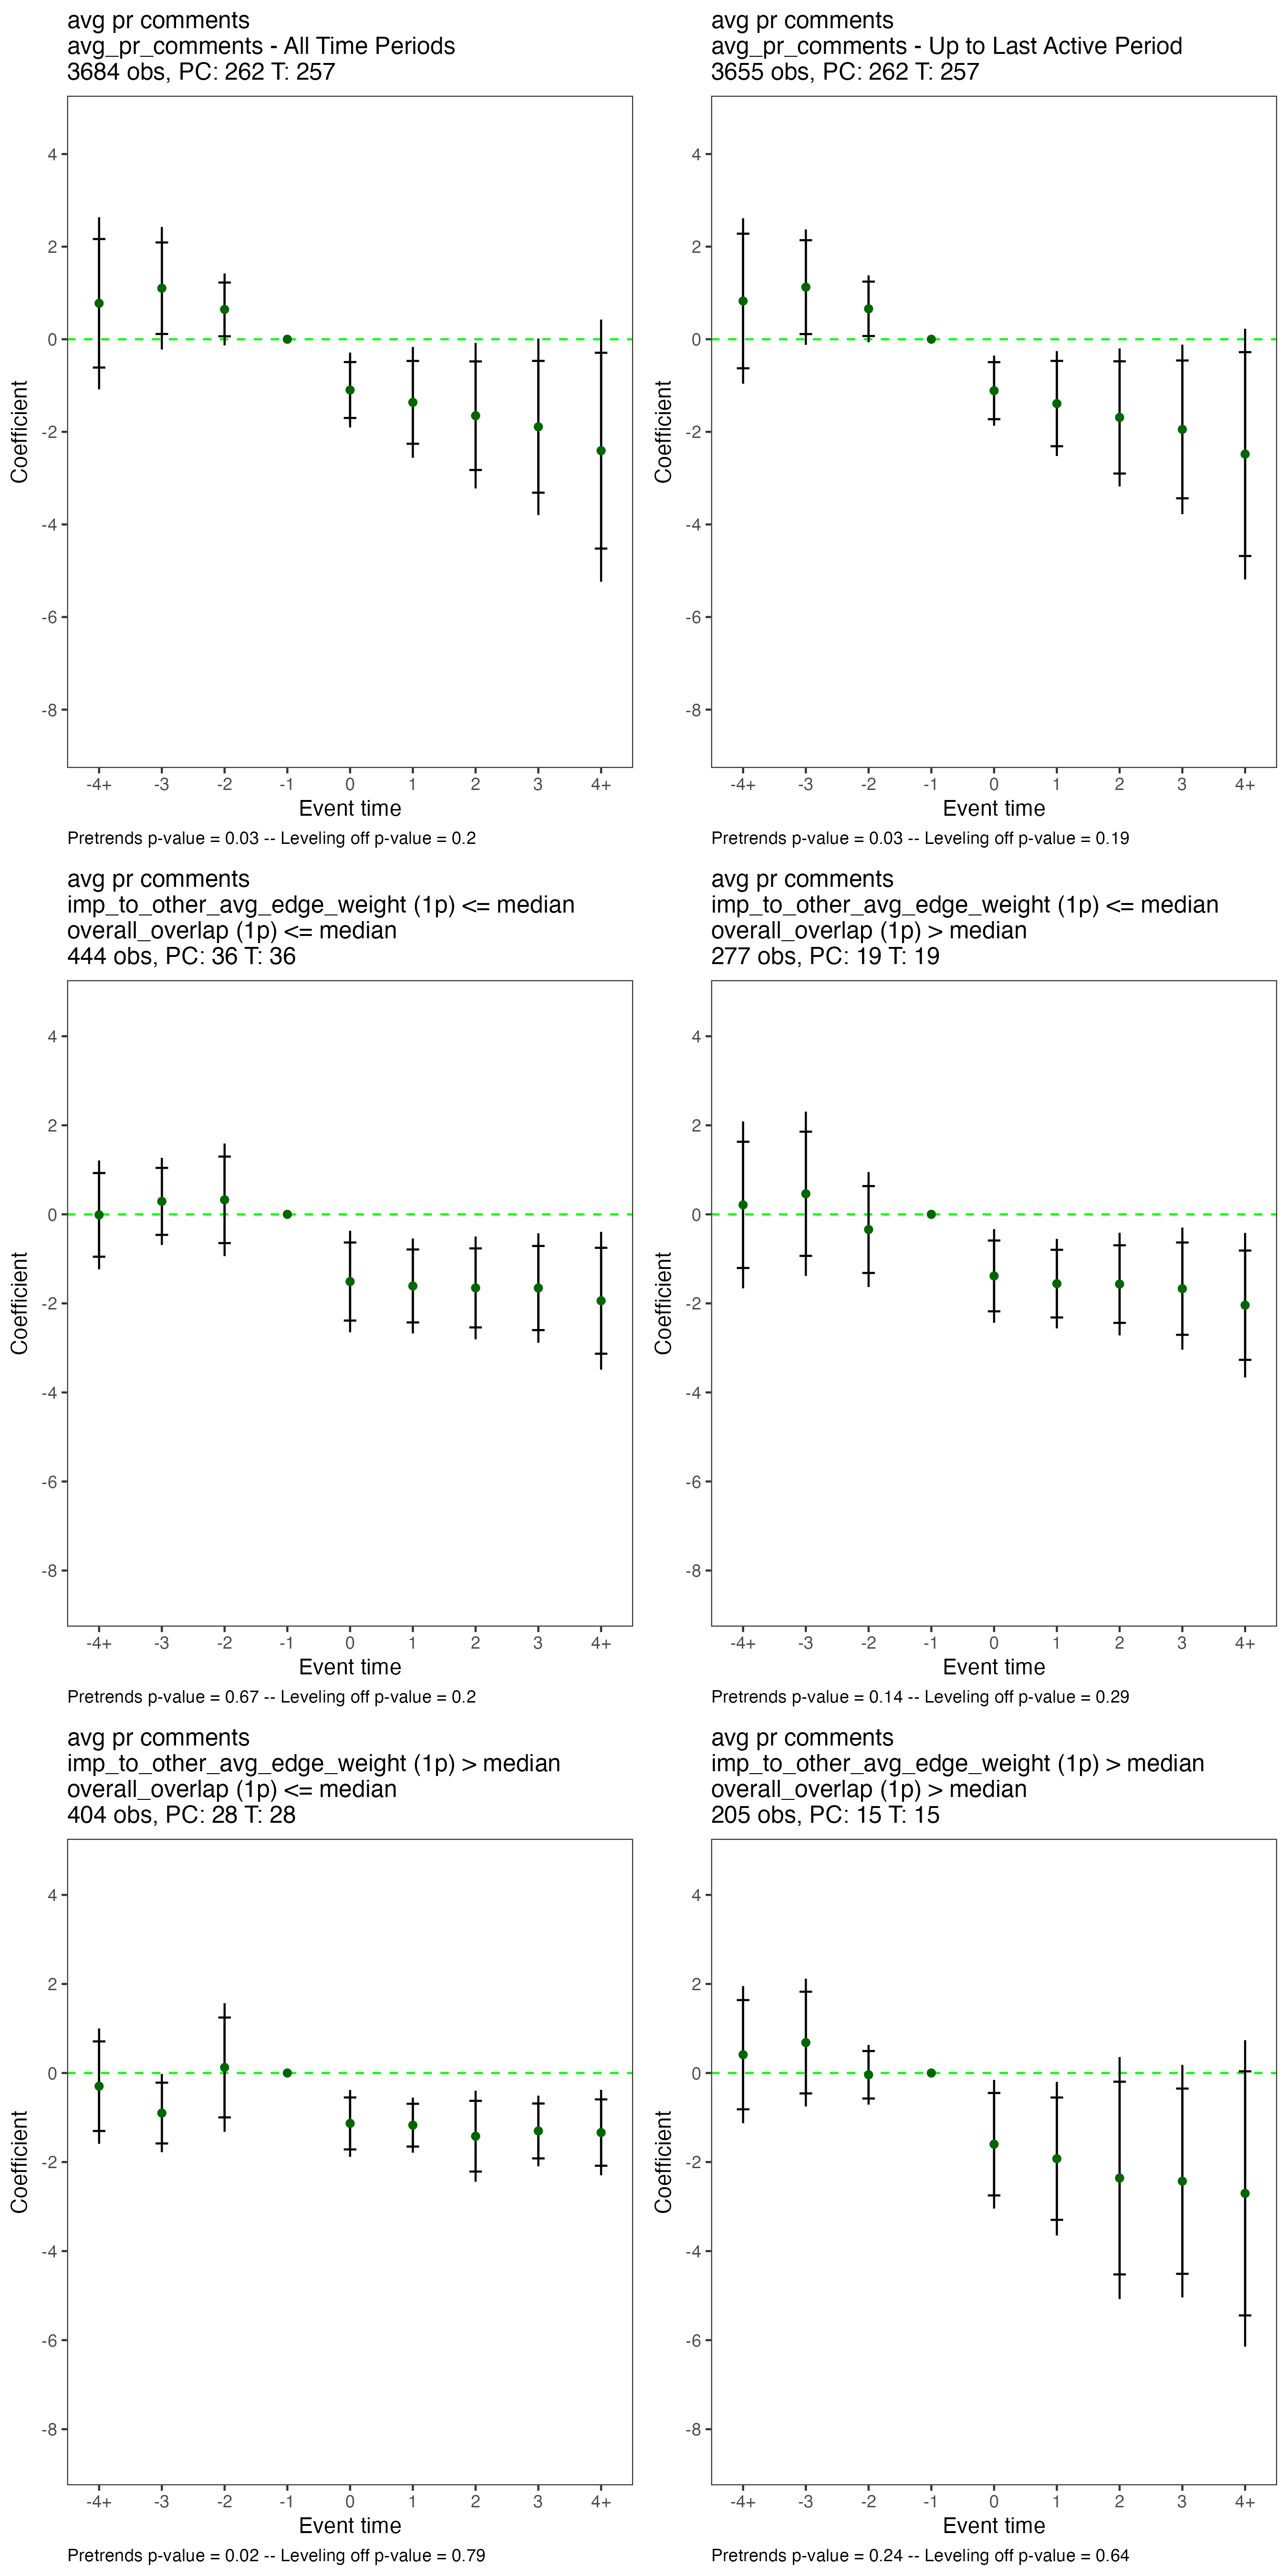 avg pr comments
avg_pr_comments - All Time Periods
3684 obs, PC: 262 T: 257
4
2
0
-2
-4
-6
-8
Coefficient
-4+ -3 -2 -1 0 1 2 3 4+
Event time
Pretrends p-value = 0.03 -- Leveling off p-value = 0.2
avg pr comments
avg_pr_comments - Up to Last Active Period
3655 obs, PC: 262 T: 257
4
2
0
-2
-4
-6
-8
Coefficient
-4+ -3 -2 -1 0 1 2 3 4+
Event time
Pretrends p-value = 0.03 -- Leveling off p-value = 0.19
avg pr comments
imp_to_other_avg_edge_weight (1p) <= median
overall_overlap (1p) <= median
444 obs, PC: 36 T: 36
4
2
0
-2
-4
-6
-8
Coefficient
-4+ -3 -2 -1 0 1 2 3 4+
Event time
Pretrends p-value = 0.67 -- Leveling off p-value = 0.2
avg pr comments
imp_to_other_avg_edge_weight (1p) <= median
overall_overlap (1p) > median
277 obs, PC: 19 T: 19
4
2
0
-2
-4
-6
-8
Coefficient
-4+ -3 -2 -1 0 1 2 3 4+
Event time
Pretrends p-value = 0.14 -- Leveling off p-value = 0.29
avg pr comments
imp_to_other_avg_edge_weight (1p) > median
overall_overlap (1p) <= median
404 obs, PC: 28 T: 28
4
2
0
-2
-4
-6
-8
Coefficient
-4+ -3 -2 -1 0 1 2 3 4+
Event time
Pretrends p-value = 0.02 -- Leveling off p-value = 0.79
avg pr comments
imp_to_other_avg_edge_weight (1p) > median
overall_overlap (1p) > median
205 obs, PC: 15 T: 15
4
2
0
-2
-4
-6
-8
Coefficient
-4+ -3 -2 -1 0 1 2 3 4+
Event time
Pretrends p-value = 0.24 -- Leveling off p-value = 0.64